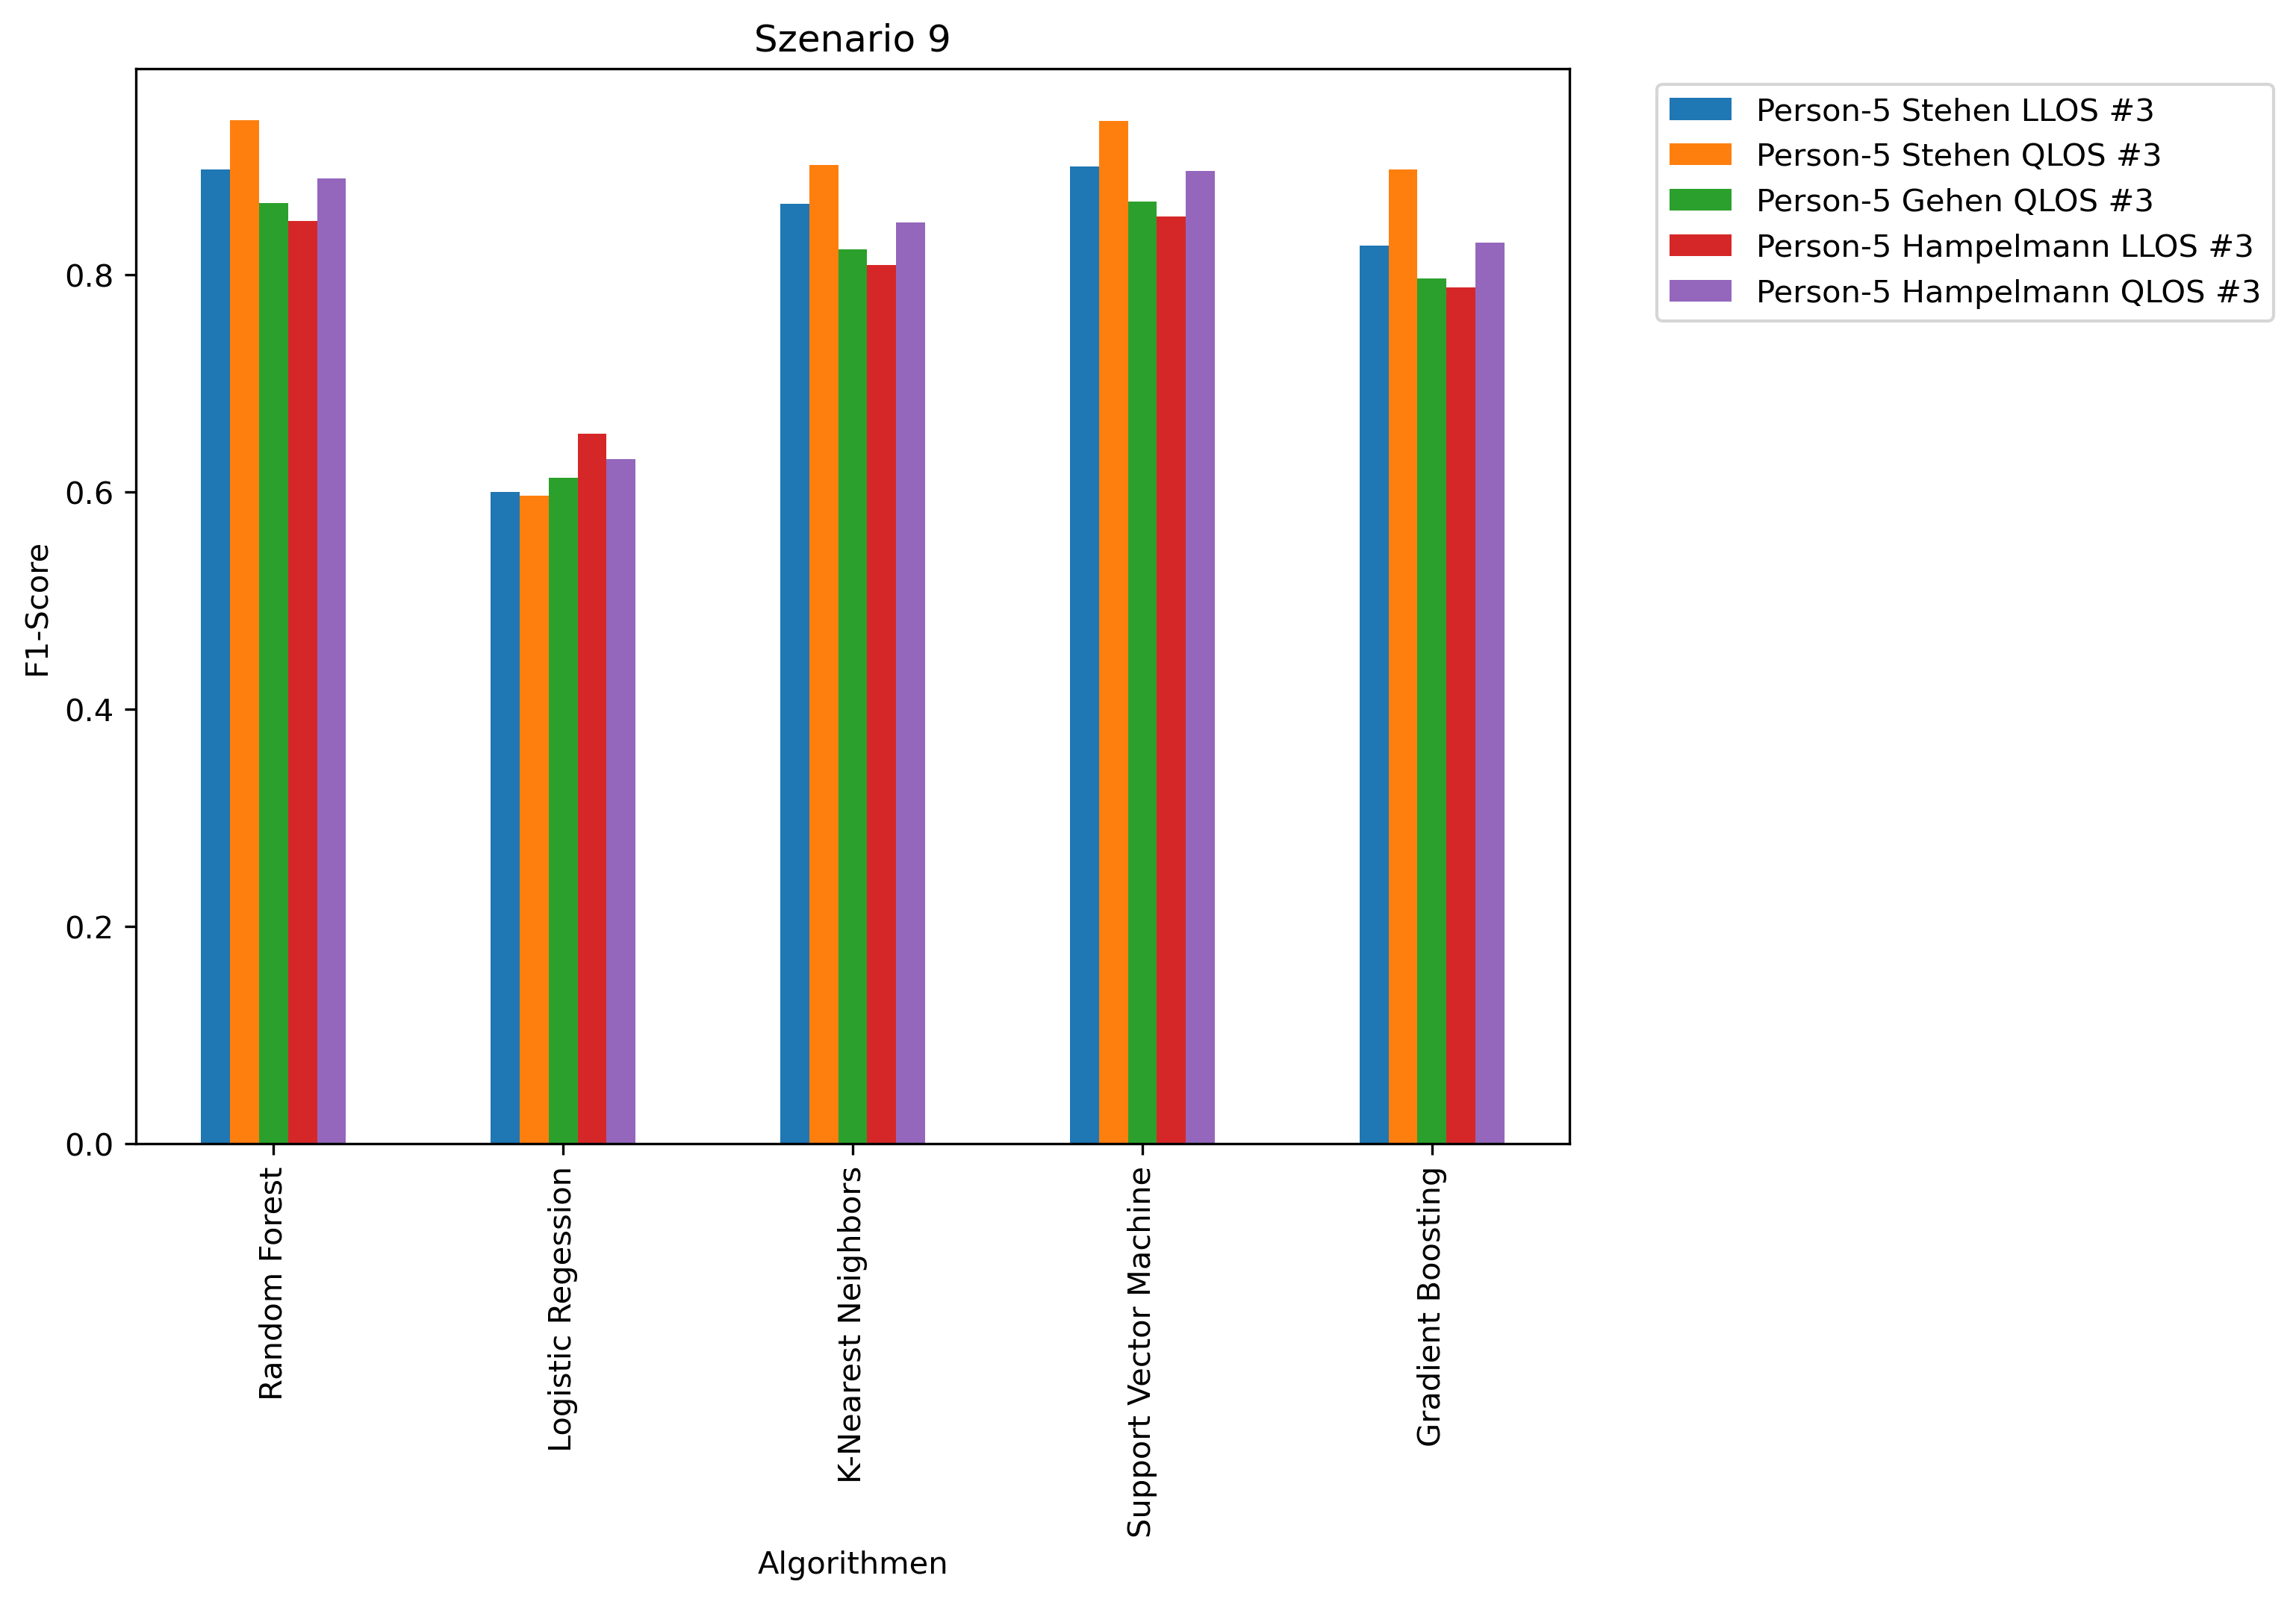 Szenario 9
Person-5 Stehen LLOS #3
Person-5 Stehen QLOS #3
Person-5 Gehen QLOS #3
Person-5 Hampelmann LLOS #3
Person-5 Hampelmann QLOS #3
F1-Score
0.8
0.6
0.4
0.2
0.0
Random Forest
Logistic Regession
K-Nearest Neighbors
Support Vector Machine
Gradient Boosting
Algorithmen